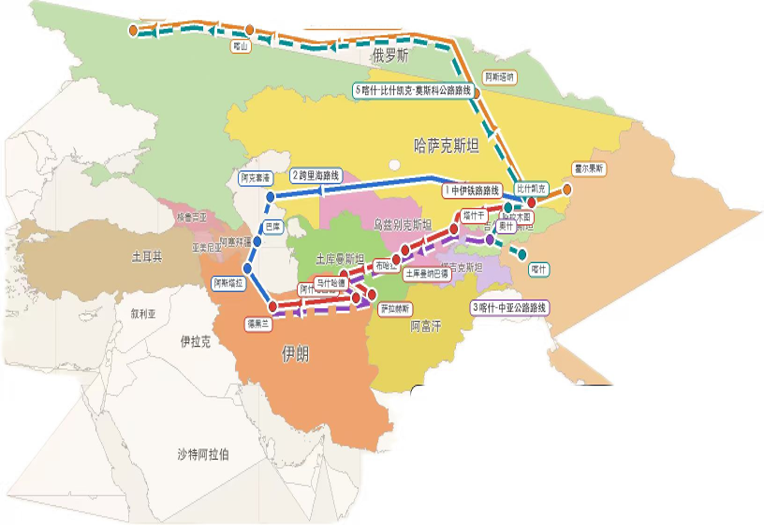 喀山
俄罗斯
阿斯塔纳
5喀什-比什凯克-莫斯科公路路线
哈萨克斯坦
霍尔果斯
阿克套港
2跨里海路线
1中伊铁路路线
比什凯克
格鲁吉亚
塔什干
乌兹别克斯坦
奥什
巴库
亚美尼亚
阿塞拜疆
土耳其
土库曼斯坦
布哈拉
土库曼纳巴德
塔吉克斯坦
喀什
阿斯塔拉
马什哈德
叙利亚
萨拉赫斯
3喀什-中亚公路路线
德黑兰
阿富汗
伊拉克
伊朗
沙特阿拉伯